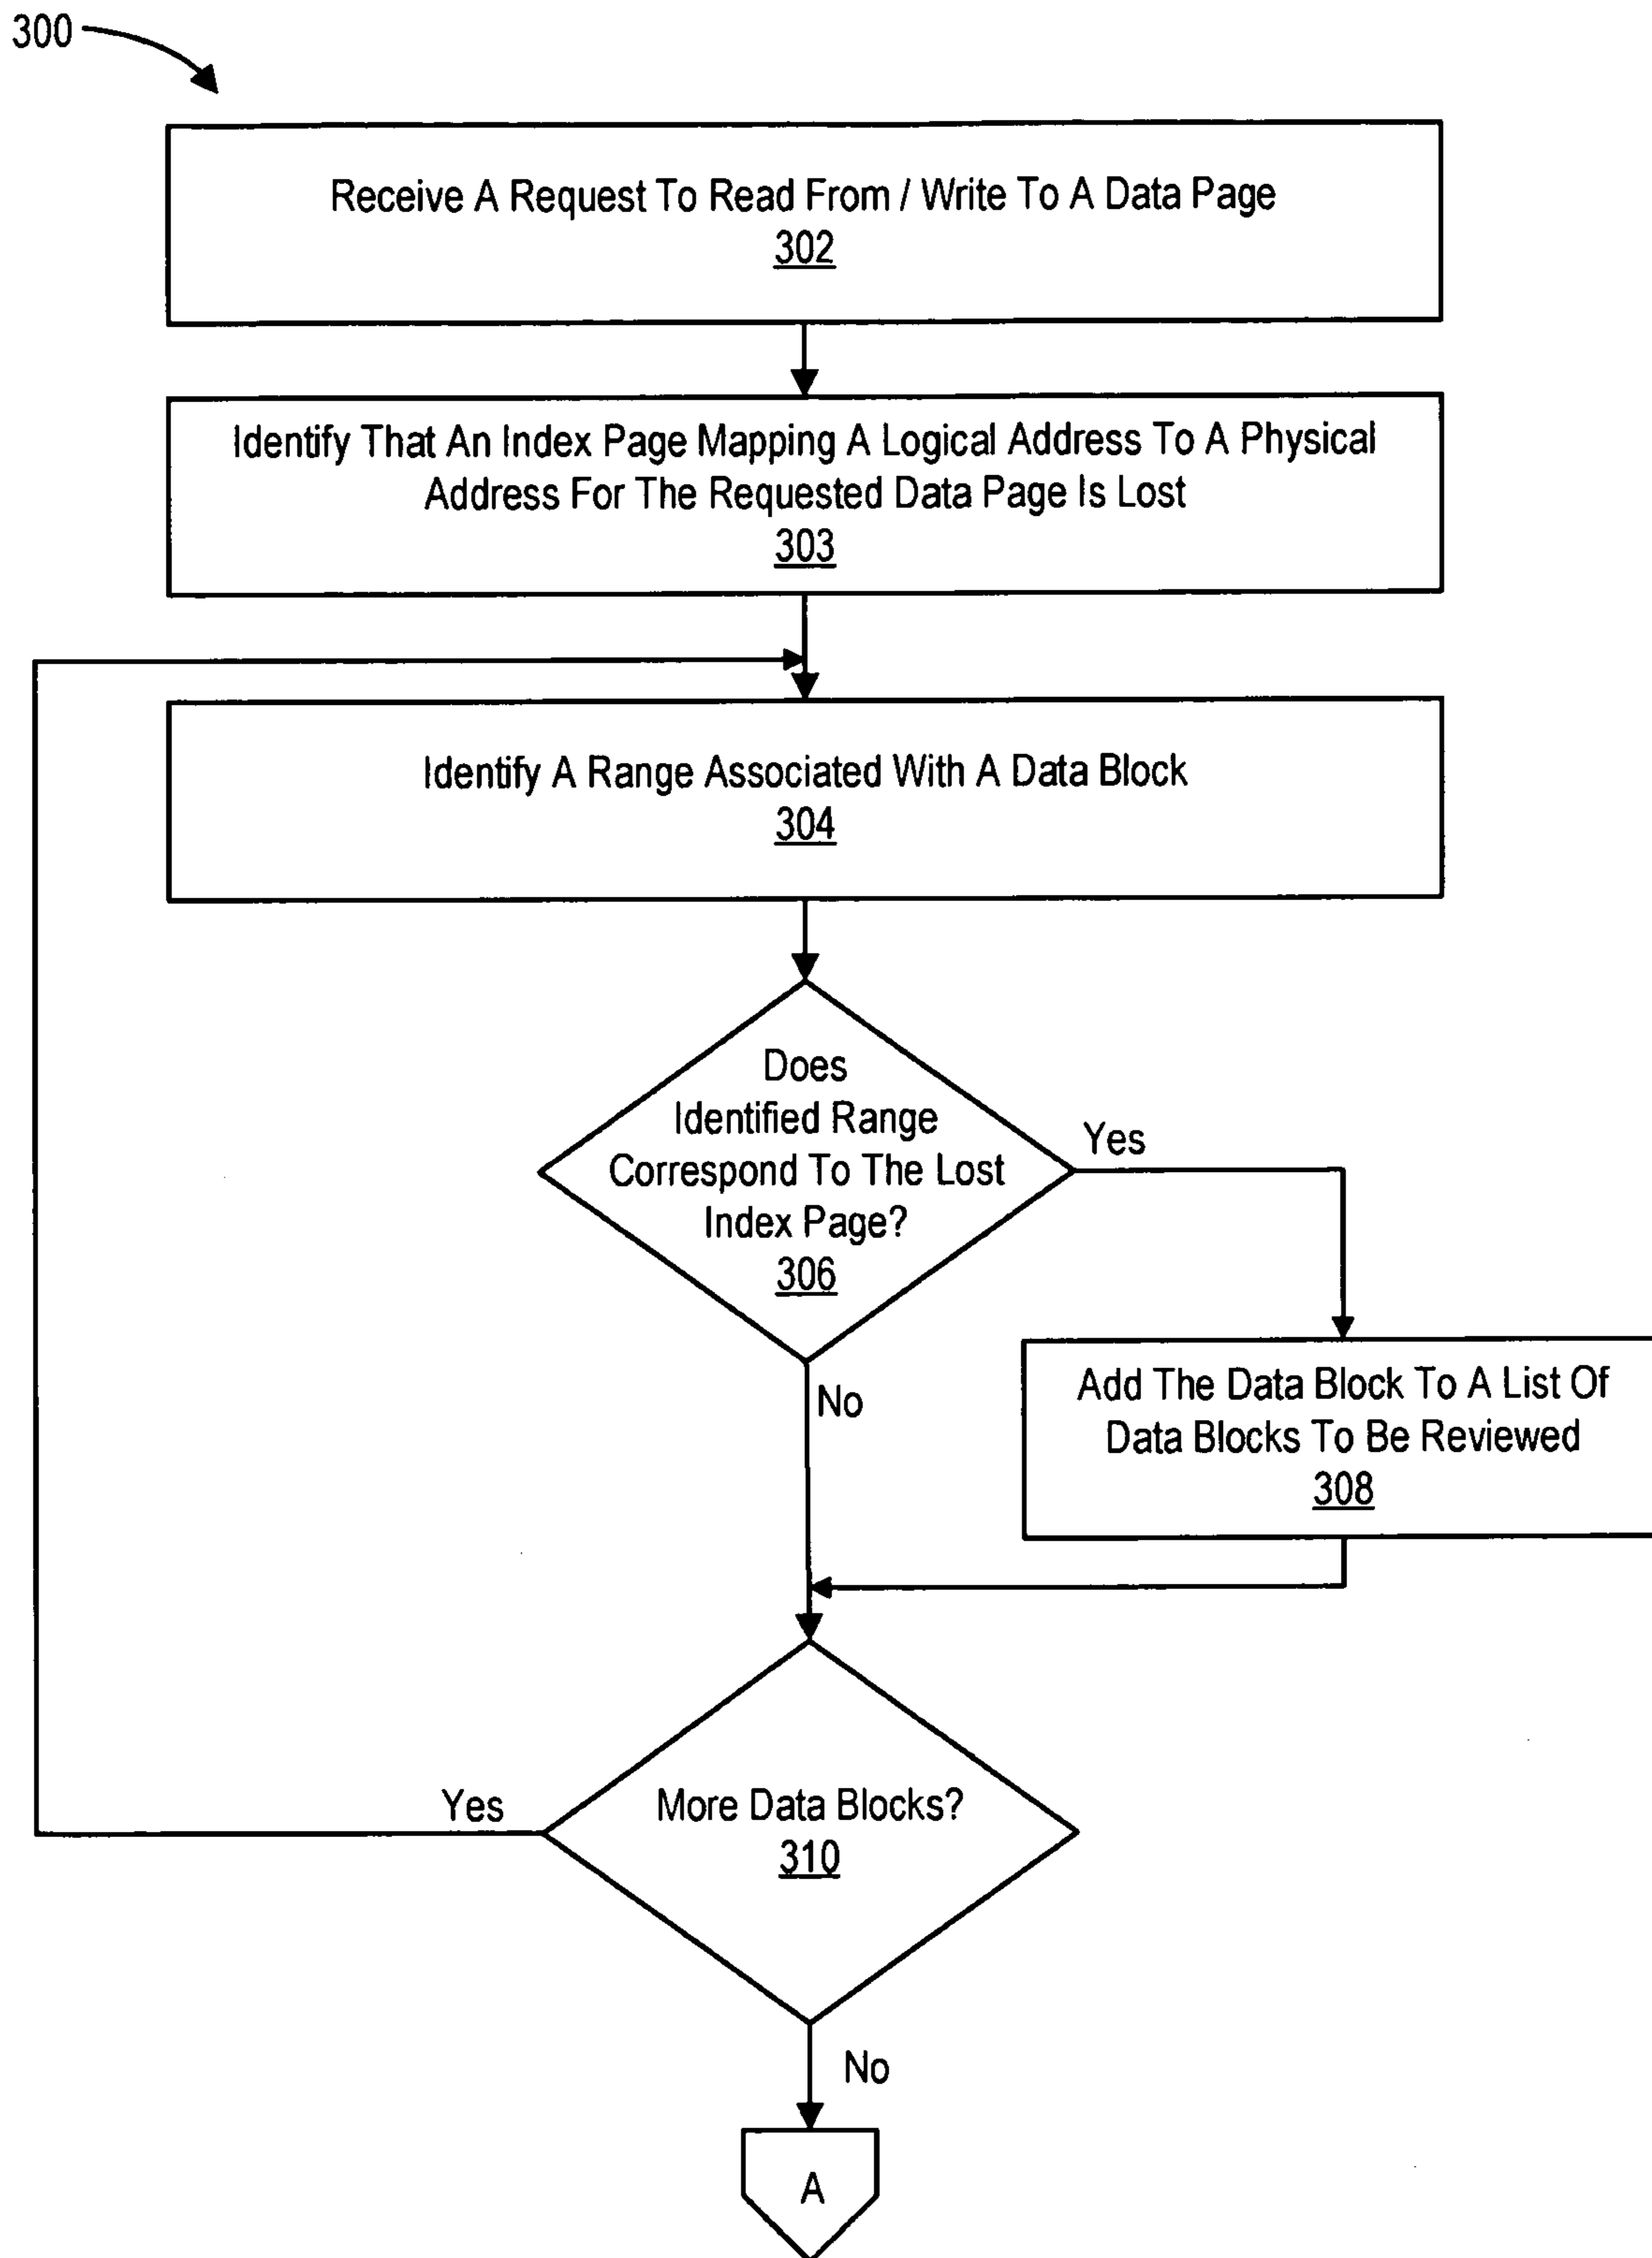 300
Receive A Request To Read From / Write To A Data Page
302
Identify That An Index Page Mapping A Logical Address To A Physical
Address For The Requested Data Page Is Lost
303
Identify A Range Associated With A Data Block
304
Does
Identified Range
Correspond To The Lost
Index Page?
306
Yes
No
Add The Data Block To A List Of
Data Blocks To Be Reviewed
308
More Data Blocks?
310
Yes
No
A